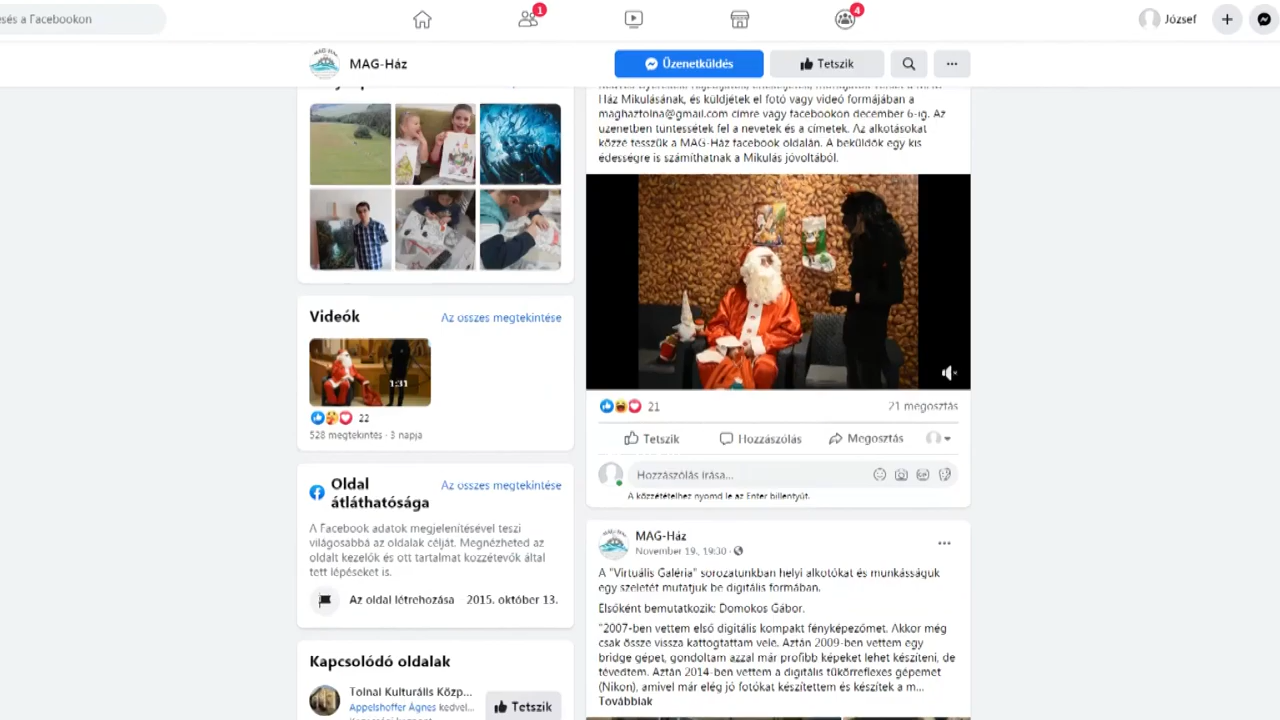 esés a Facebookon
1
4
József
MAG-Ház
Üzenetküldés
Tetszik
Ház Mikulásának, és küldjétek el fotó vagy videó formájában a
maghaztolna@gmail.com címre vagy facebookon december 6-ig. Az
üzenetben tüntessétek fel a nevetek és a címetek. Az alkotásokat
közzé tesszük a MAG-Ház facebook oldalán. A beküldők egy kis
édességre is számíthatnak a Mikulás jóvoltából.
Videók
Az összes megtekintése
1:31
22
528 megtekintés · 3 napja
Oldal
átláthatósága
Az összes megtekintése
A Facebook adatok megjelenítésével teszi
világosabbá az oldalak célját. Megnézheted az
oldalt kezelők és ott tartalmat közzétevők által
tett lépéseket is.
Az oldal létrehozása 2015. október 13.
Kapcsolódó oldalak
Tolnai Kulturális Közp...
Appelshoffer Ágnes kedvel...
Tetszik
21
21 megosztás
Tetszik
Hozzászólás
Megosztás
Hozzászólás írása...
A közzétételhez nyomd le az Enter billentyűt.
MAG-Ház
November 19., 19:30 ·
A "Virtuális Galéria" sorozatunkban helyi alkotókat és munkásságuk
egy szeletét mutatjuk be digitális formában.
Elsőként bemutatkozik: Domokos Gábor.
"2007-ben vettem első digitális kompakt fényképezőmet. Akkor még
csak össze vissza kattogtattam vele. Aztán 2009-ben vettem egy
bridge gépet, gondoltam azzal már profibb képeket lehet készíteni, de
tévedtem. Aztán 2014-ben vettem a digitális tükörreflexes gépemet
(Nikon), amivel már elég jó fotókat készítettem és készítek a m...
Továbbiak